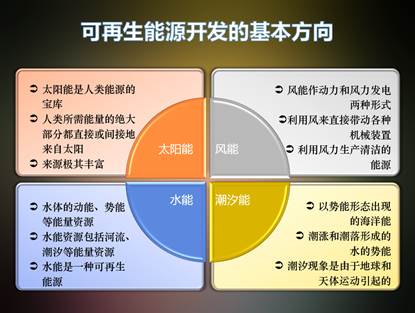 可再生能源开发的基本方向
太阳能是人类能源的
宝库
人类所需能量的绝大
部分都直接或间接地
来自太阳
来源极其丰富
风能作动力和风力发电
两种形式
利用风来直接带动各种
机械装置
利用风力生产清洁的
能源
太阳能
风能
水能
潮汐能
水体的动能、势能
等能量资源
水能资源包括河流、
潮汐等能量资源
水能是一种可再生
能源
以势能形态出现
的海洋能
潮涨和潮落形成的
水的势能
潮汐现象是由于地球和
天体运动引起的